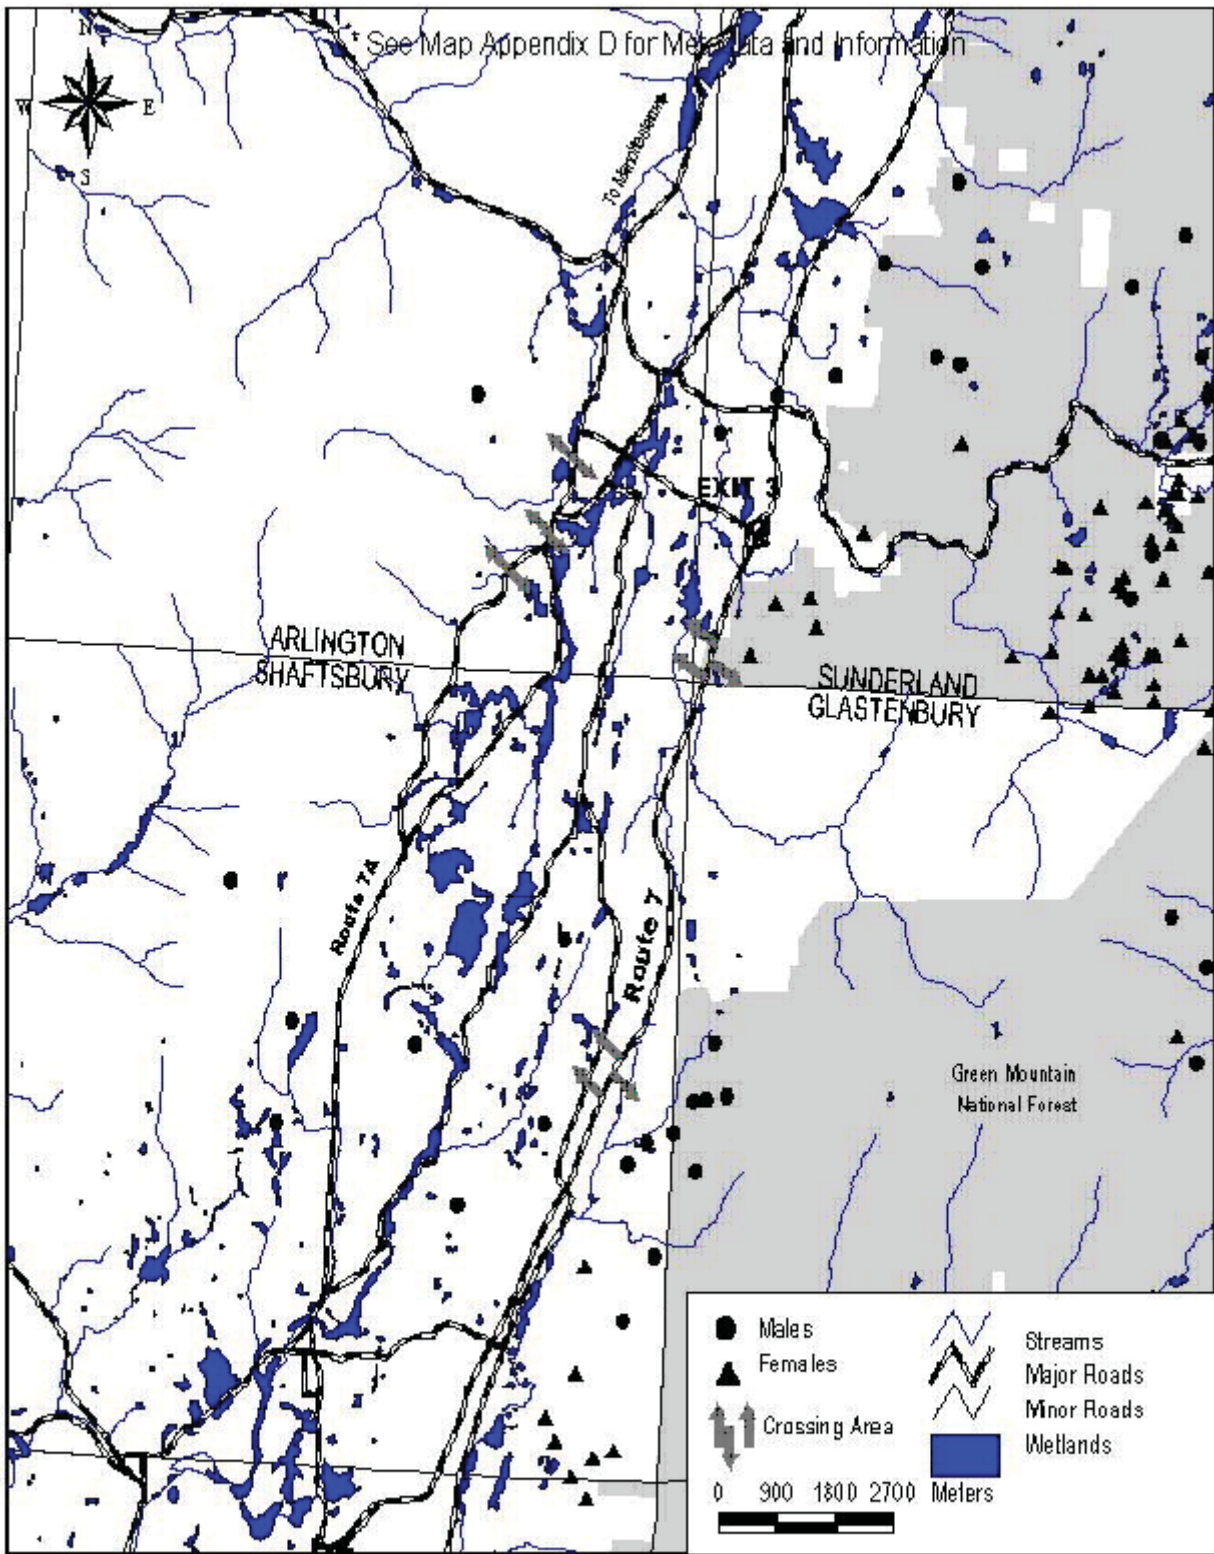 * See Map Appendix D for Metadata and Information
N
W
E
S
To Manchester
EXIT 3
ARLINGTON
SHAFTSBURY
SUNDERLAND
GLASTENBURY
Route 7A
Route 7
Green Mountain
National Forest
Males
Females
Crossing Area
Streams
Major Roads
Minor Roads
Wetlands
0 900 1800 2700 Meters